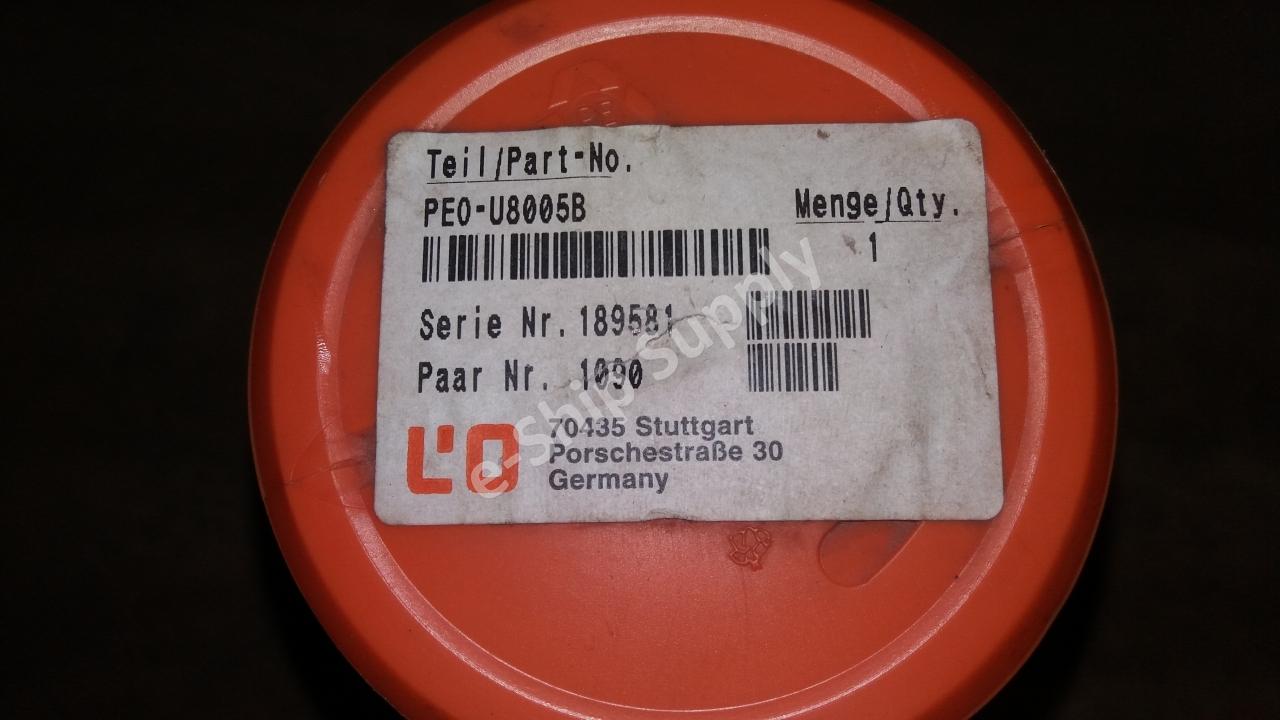 Teil/Part-No.
PEO-U8005B
Menge/Qty.
1
Serie Nr. 189581
Paar Nr. 1090
L'O
70435 Stuttgart
Porschestraße 30
Germany
e-Ship Supply
PE